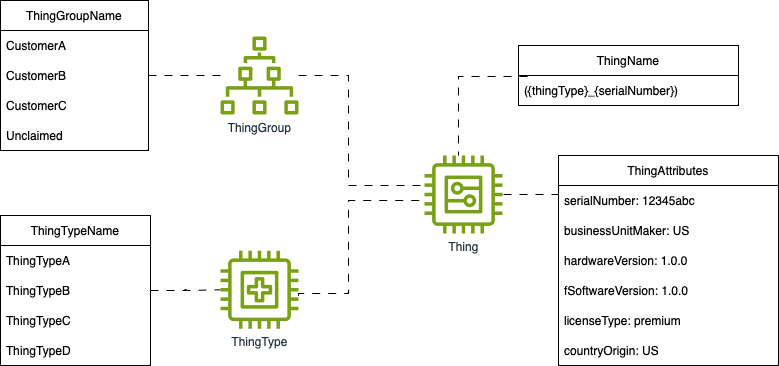 ThingGroupName
CustomerA
CustomerB
CustomerC
Unclaimed
ThingGroup
ThingName
({thingType}_{serialNumber})
Thing
ThingAttributes
serialNumber: 12345abc
businessUnitMaker: US
hardwareVersion: 1.0.0
fSoftwareVersion: 1.0.0
licenseType: premium
countryOrigin: US
ThingTypeName
ThingTypeA
ThingTypeB
ThingTypeC
ThingTypeD
ThingType